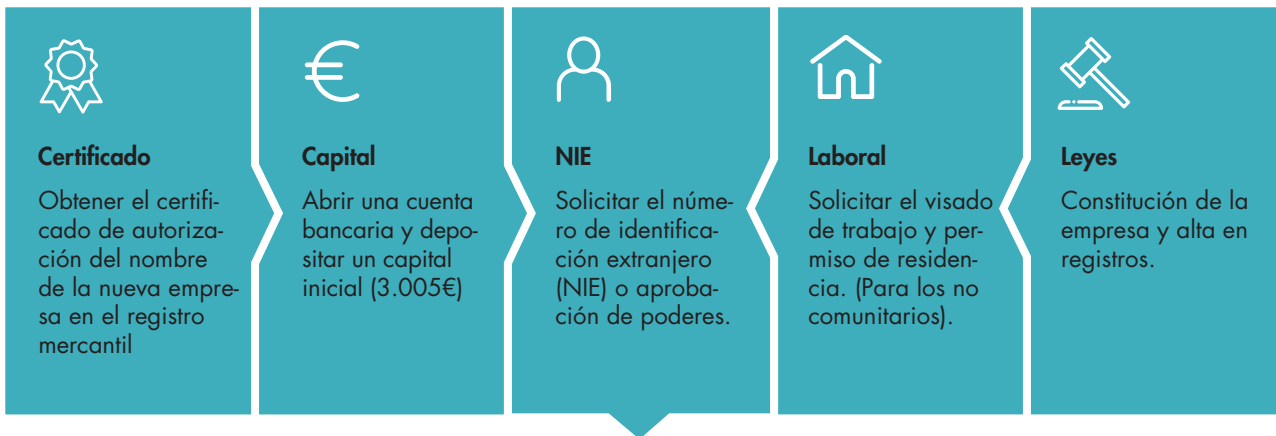 Certificado
Obtener el certifi-
cado de autoriza-
ción del nombre
de la nueva empre-
sa en el registro
mercantil
Capital
Abrir una cuenta
bancaria y depo-
sitar un capital
inicial (3.005€)
NIE
Solicitar el núme-
ro de identifica-
ción extranjero
(NIE) o aproba-
ción de poderes.
Laboral
Solicitar el visado
de trabajo y per-
miso de residen-
cia. (Para los no
comunitarios).
Leyes
Constitución de la
empresa y alta en
registros.